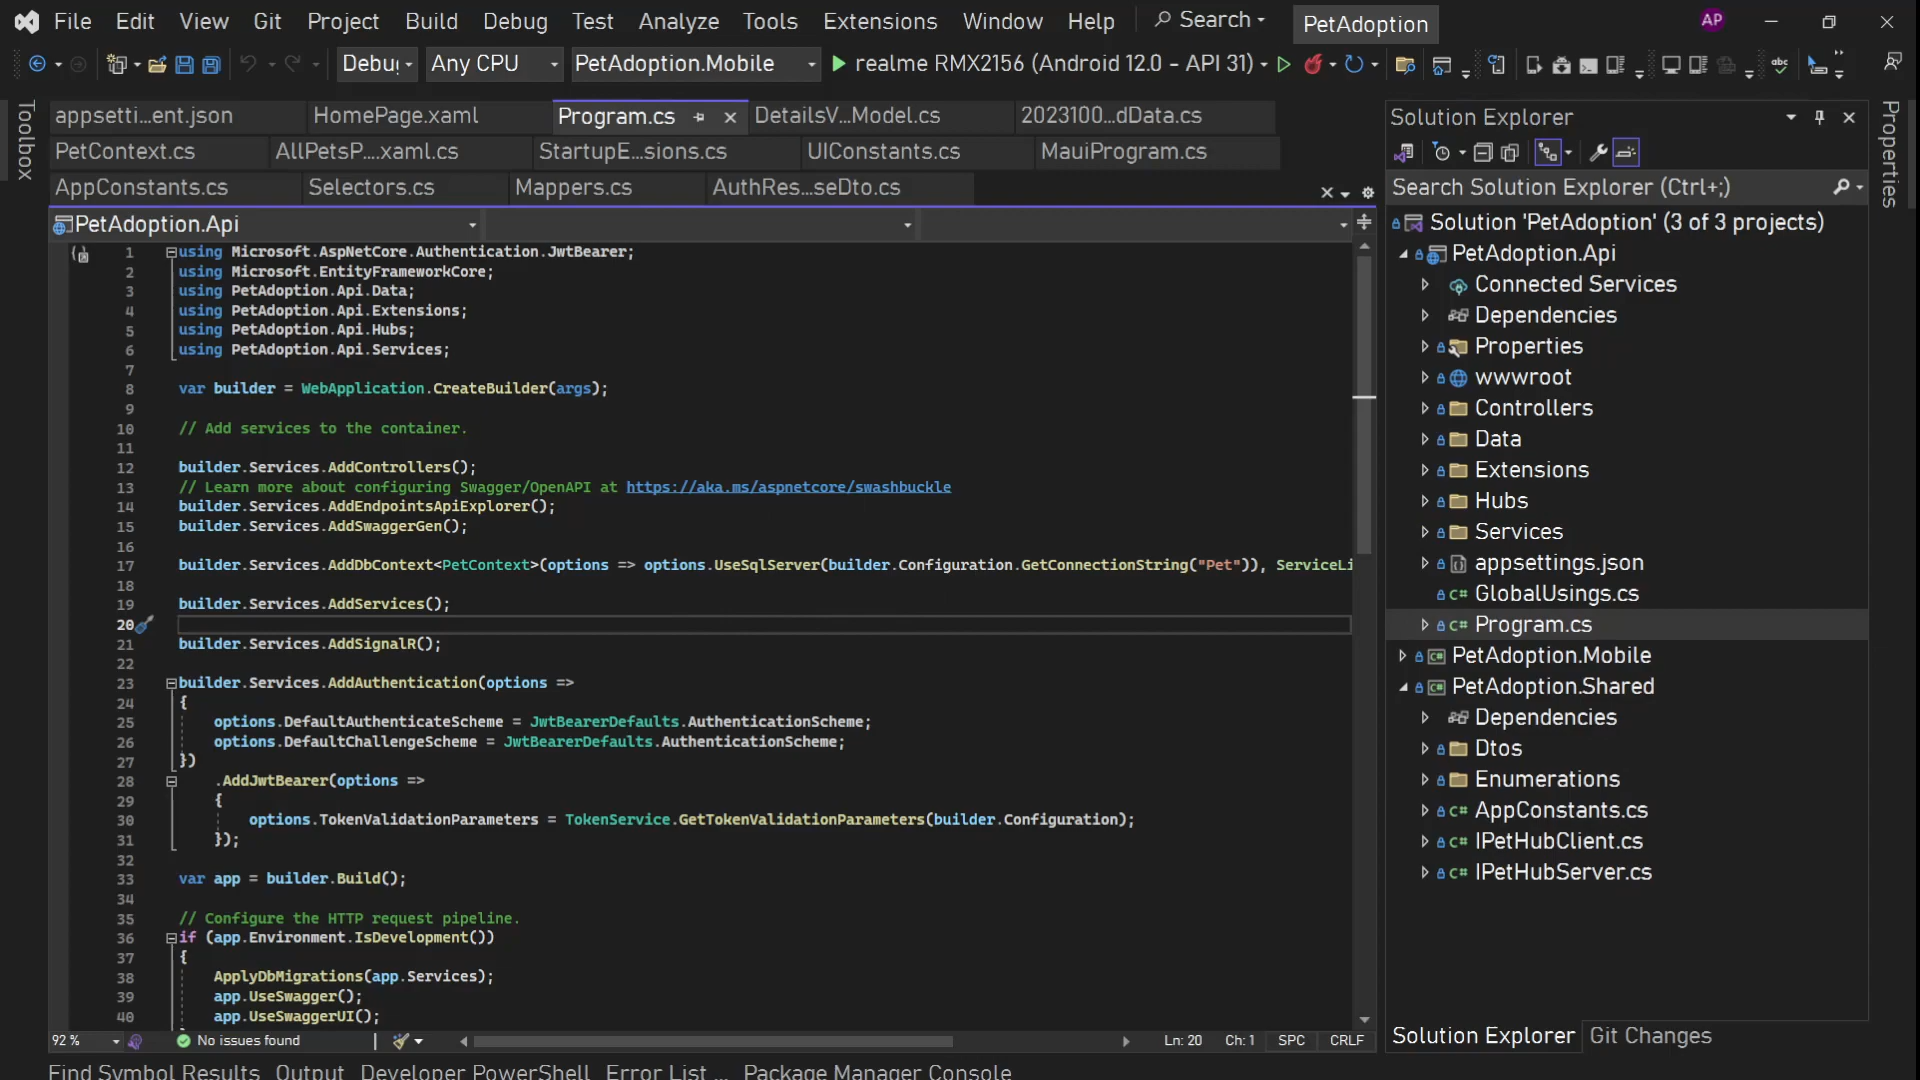 File Edit View Git Project Build Debug Test Analyze Tools Extensions Window Help Search PetAdoption AP
Debug Any CPU PetAdoption.Mobile realme RMX2156 (Android 12.0 - API 31)
Toolbox
appsetti...ent.json HomePage.xaml Program.cs DetailsV...Model.cs 2023100...dData.cs
PetContext.cs AllPetsP....xaml.cs StartupE...sions.cs UIConstants.cs MauiProgram.cs
AppConstants.cs Selectors.cs Mappers.cs AuthRes...seDto.cs
PetAdoption.Api
1 using Microsoft.AspNetCore.Authentication.JwtBearer;
2 using Microsoft.EntityFrameworkCore;
3 using PetAdoption.Api.Data;
4 using PetAdoption.Api.Extensions;
5 using PetAdoption.Api.Hubs;
6 using PetAdoption.Api.Services;
7
8 var builder = WebApplication.CreateBuilder(args);
9
10 // Add services to the container.
11
12 builder.Services.AddControllers();
13 // Learn more about configuring Swagger/OpenAPI at https://aka.ms/aspnetcore/swashbuckle
14 builder.Services.AddEndpointsApiExplorer();
15 builder.Services.AddSwaggerGen();
16
17 builder.Services.AddDbContext<PetContext>(options => options.UseSqlServer(builder.Configuration.GetConnectionString("Pet")), ServiceLi
18
19 builder.Services.AddServices();
20
21 builder.Services.AddSignalR();
22
23 builder.Services.AddAuthentication(options =>
24 {
25 options.DefaultAuthenticateScheme = JwtBearerDefaults.AuthenticationScheme;
26 options.DefaultChallengeScheme = JwtBearerDefaults.AuthenticationScheme;
27 })
28 .AddJwtBearer(options =>
29 {
30 options.TokenValidationParameters = TokenService.GetTokenValidationParameters(builder.Configuration);
31 });
32
33 var app = builder.Build();
34
35 // Configure the HTTP request pipeline.
36 if (app.Environment.IsDevelopment())
37 {
38 ApplyDbMigrations(app.Services);
39 app.UseSwagger();
40 app.UseSwaggerUI();
92 % No issues found Ln: 20 Ch: 1 SPC CRLF
Find Symbol Results Output Developer PowerShell Error List ... Package Manager Console
Solution Explorer
Search Solution Explorer (Ctrl+;)
Solution 'PetAdoption' (3 of 3 projects)
PetAdoption.Api
Connected Services
Dependencies
Properties
wwwroot
Controllers
Data
Extensions
Hubs
Services
appsettings.json
C# GlobalUsings.cs
C# Program.cs
C# PetAdoption.Mobile
C# PetAdoption.Shared
Dependencies
Dtos
Enumerations
C# AppConstants.cs
C# IPetHubClient.cs
C# IPetHubServer.cs
Solution Explorer Git Changes
Properties